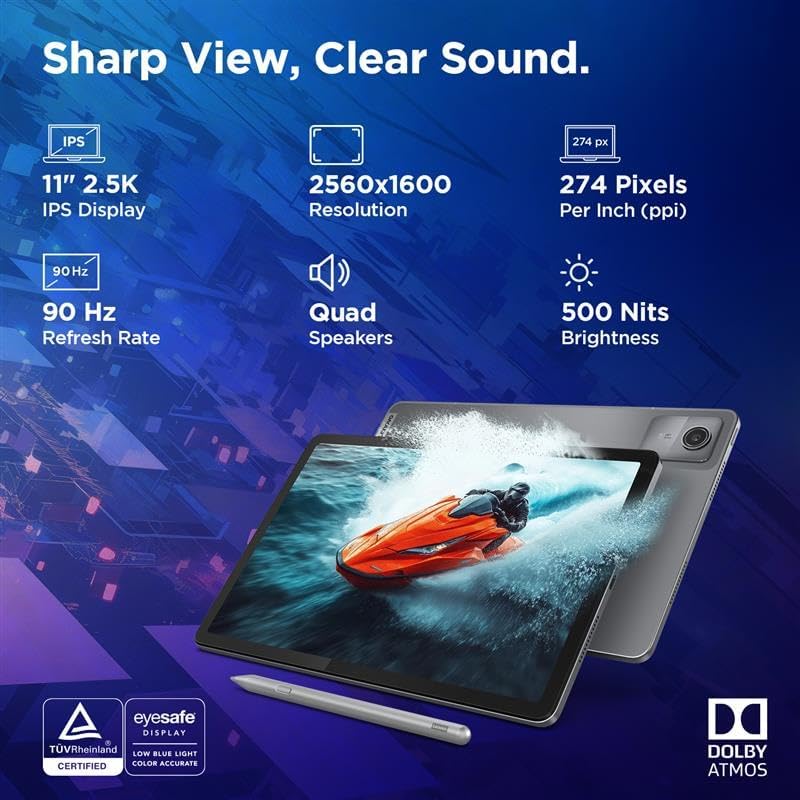 Sharp View, Clear Sound.
IPS
274 px
11" 2.5K
2560x1600
274 Pixels
IPS Display
Resolution
Per Inch (ppi)
90 Hz
90 Hz
Quad
500 Nits
Refresh Rate
Speakers
Brightness
TÜVRheinland
CERTIFIED
eyesafe®
DISPLAY
LOW BLUE LIGHT
COLOR ACCURATE
DOLBY
ATMOS